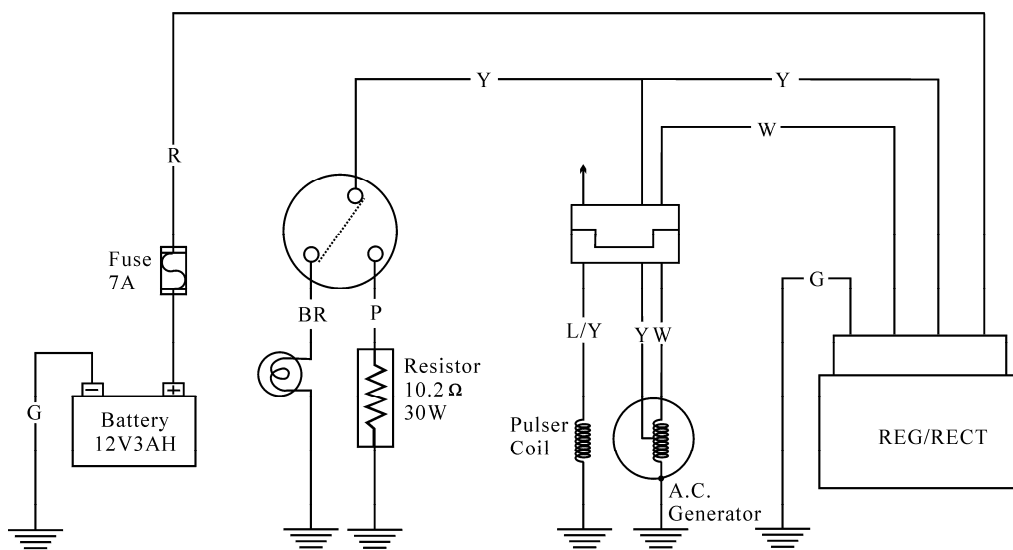 Y
Y
W
R
Fuse
7A
G
BR
P
L/Y
Y
W
Resistor
10.2 Ω
30W
G
Battery
12V3AH
Pulser
Coil
REG/RECT
A.C.
Generator